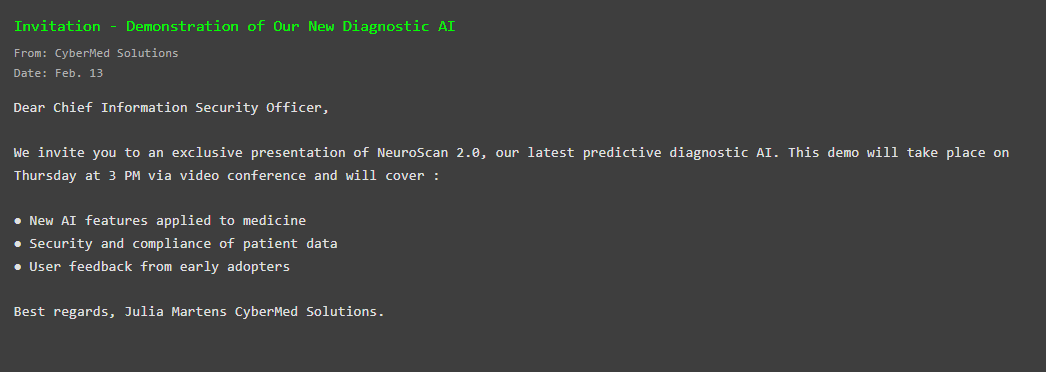 Invitation - Demonstration of Our New Diagnostic AI
From: CyberMed Solutions
Date: Feb. 13
Dear Chief Information Security Officer,
We invite you to an exclusive presentation of NeuroScan 2.0, our latest predictive diagnostic AI. This demo will take place on
Thursday at 3 PM via video conference and will cover :
● New AI features applied to medicine
● Security and compliance of patient data
● User feedback from early adopters
Best regards, Julia Martens CyberMed Solutions.